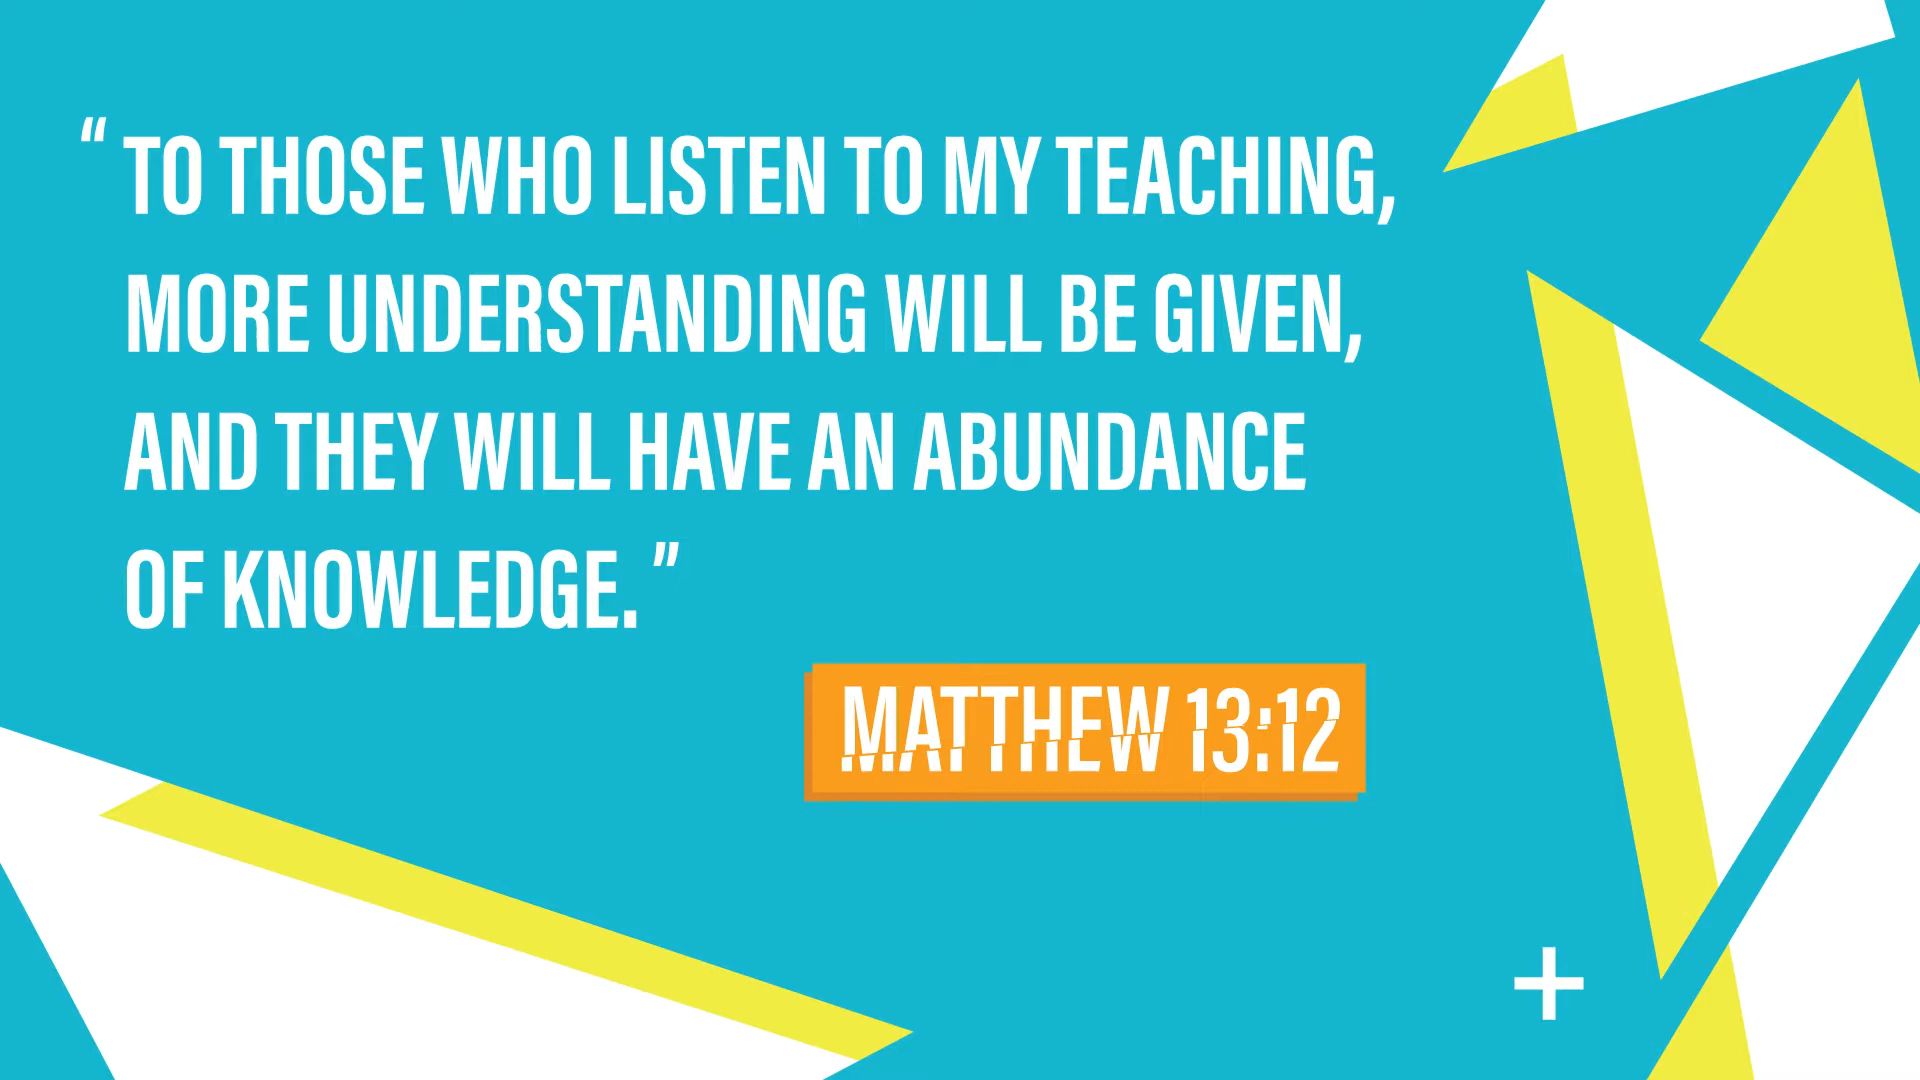 “ TO THOSE WHO LISTEN TO MY TEACHING,
MORE UNDERSTANDING WILL BE GIVEN,
AND THEY WILL HAVE AN ABUNDANCE
OF KNOWLEDGE. ”
MATTHEW 13:12